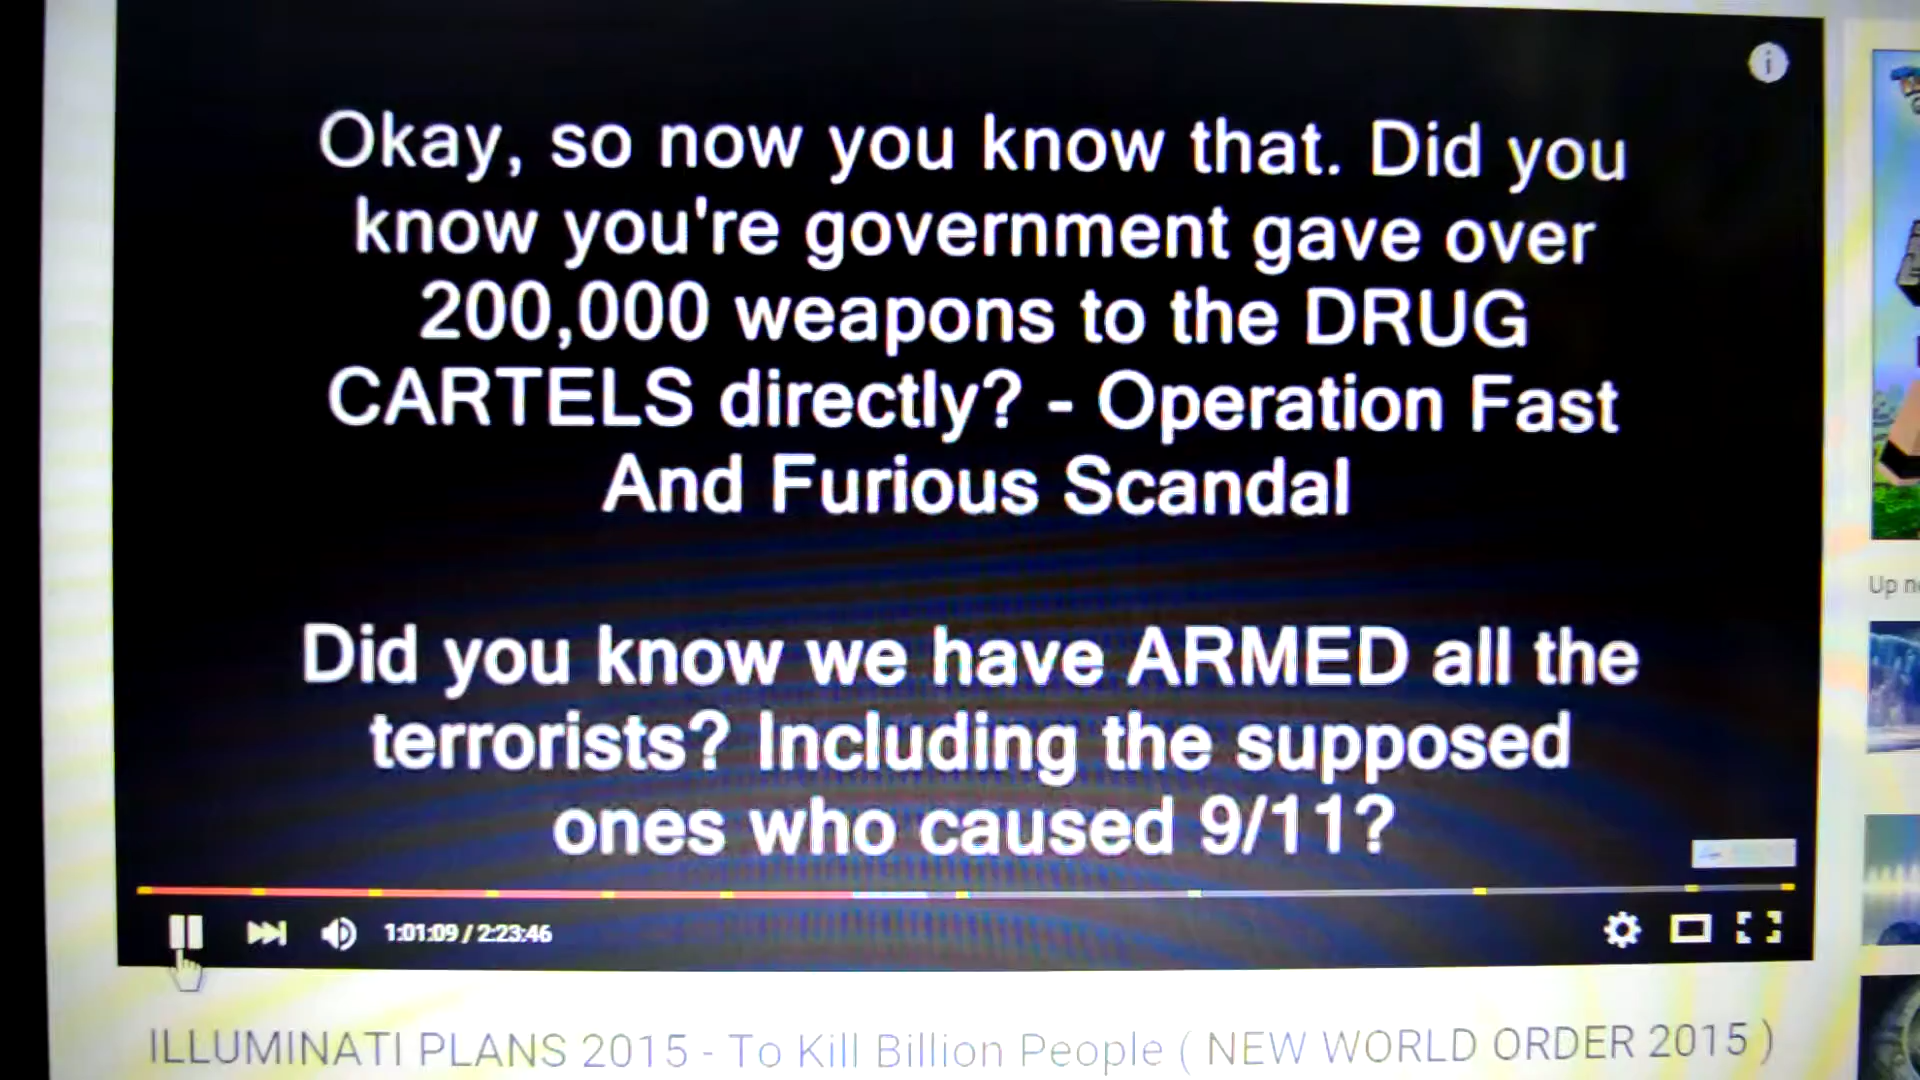 Okay, so now you know that. Did you
know you're government gave over
200,000 weapons to the DRUG
CARTELS directly? - Operation Fast
And Furious Scandal
Did you know we have ARMED all the
terrorists? Including the supposed
ones who caused 9/11?
1:01:09 / 2:23:46
Up
ILLUMINATI PLANS 2015 - To Kill Billion People ( NEW WORLD ORDER 2015 )